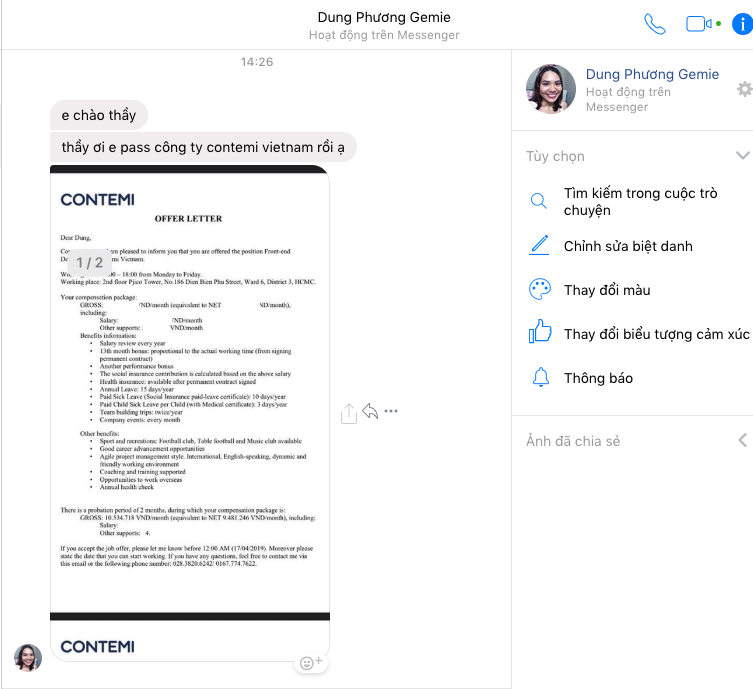 Dung Phương Gemie
Hoạt động trên Messenger
14:26
e chào thầy
thầy ơi e pass công ty contemi vietnam rồi ạ
CONTEMI
OFFER LETTER
Dear Dung,
pleased to inform you that you are offered the position Front-end
Vietnam.
1 / 2
– 18:00 from Monday to Friday.
Working place: 2nd floor Pjico Tower, No.186 Dien Bien Phu Street, Ward 6, District 3, HCMC.
Your compensation package:
GROSS: VND/month (equivalent to NET VND/month),
including:
Salary: VND/month
Other supports: VND/month
Benefits information:
• Salary review every year
• 13th month bonus: proportional to the actual working time (from signing
permanent contract)
• Another performance bonus
• The social insurance contribution is calculated based on the above salary
• Health insurance: available after permanent contract signed
• Annual Leave: 15 days/year
• Paid Sick Leave (Social Insurance paid-leave certificate): 10 days/year
• Paid Child Sick Leave per Child (with Medical certificate): 3 days/year
• Team building trips: twice/year
• Company events: every month
Other benefits:
• Sport and recreations: Football club, Table football and Music club available
• Good career advancement opportunities
• Agile project management style. International, English-speaking, dynamic and
friendly working environment
• Coaching and training supported
• Opportunities to work overseas
• Annual health check
There is a probation period of 2 months, during which your compensation package is:
GROSS: 10.534.718 VND/month (equivalent to NET 9.481.246 VND/month), including:
Salary:
Other supports: 4.
If you accept the job offer, please let me know before 12:00 AM (17/04/2019). Moreover please
state the date that you can start working. If you have any questions, feel free to contact me via
this email or the following phone number: 028.3820.6242/ 0167.774.7622.
CONTEMI
Dung Phương Gemie
Hoạt động trên
Messenger
Tùy chọn
Tìm kiếm trong cuộc trò
chuyện
Chỉnh sửa biệt danh
Thay đổi màu
Thay đổi biểu tượng cảm xúc
Thông báo
Ảnh đã chia sẻ